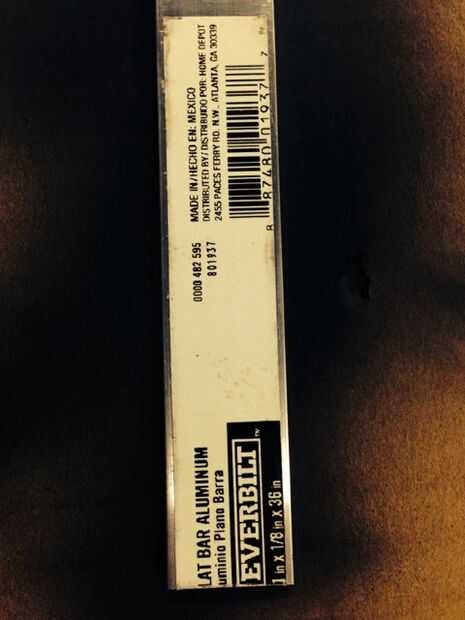 LAT BAR ALUMINUM
uminio Plano Barra
EVERBILT
TM
1 in X 1/8 in X 36 in
0000 482 595
801937
MADE IN/HECHO EN: MEXICO
DISTRIBUTED BY/DISTRIBUIDO POR: HOME DEPOT
2455 PACES FERRY RD. N.W., ATLANTA, GA 30339
8 87480 01937 7